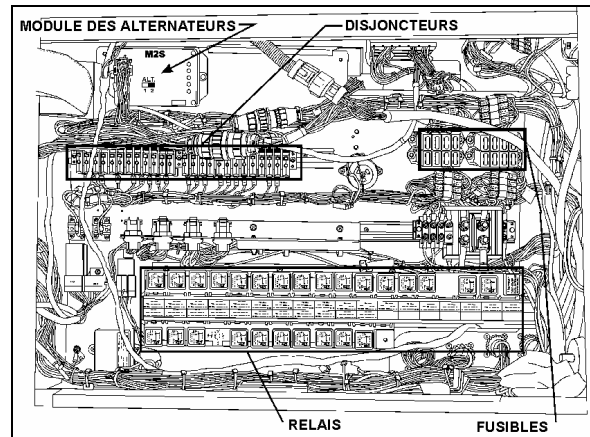 MODULE DES ALTERNATEURS
DISJONCTEURS
M2S
ALT
1 2
RELAIS
FUSIBLES